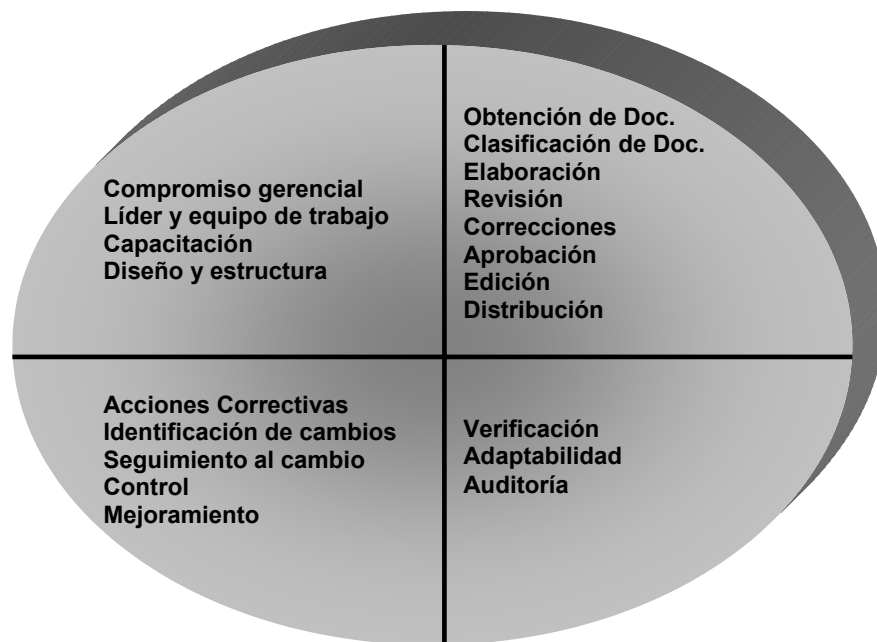 Compromiso gerencial
Líder y equipo de trabajo
Capacitación
Diseño y estructura
Obtención de Doc.
Clasificación de Doc.
Elaboración
Revisión
Correcciones
Aprobación
Edición
Distribución
Acciones Correctivas
Identificación de cambios
Seguimiento al cambio
Control
Mejoramiento
Verificación
Adaptabilidad
Auditoría